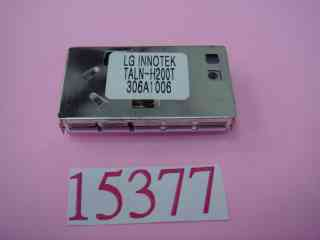 LG INNOTEK
TALN-H200T
306A1006
15377